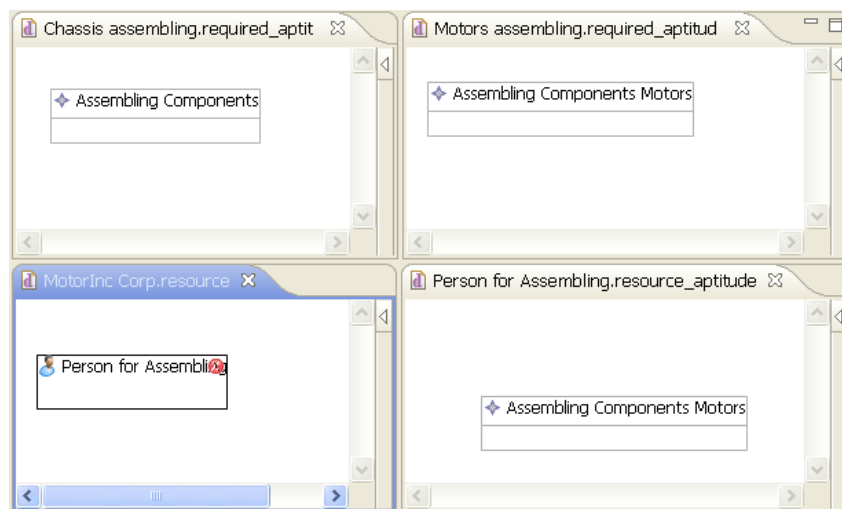 Chassis assembling.required_aptit
Motors assembling.required_aptitud
Assembling Components
Assembling Components Motors
MotorInc Corp.resource
Person for Assembling.resource_aptitude
Person for Assembling
Assembling Components Motors